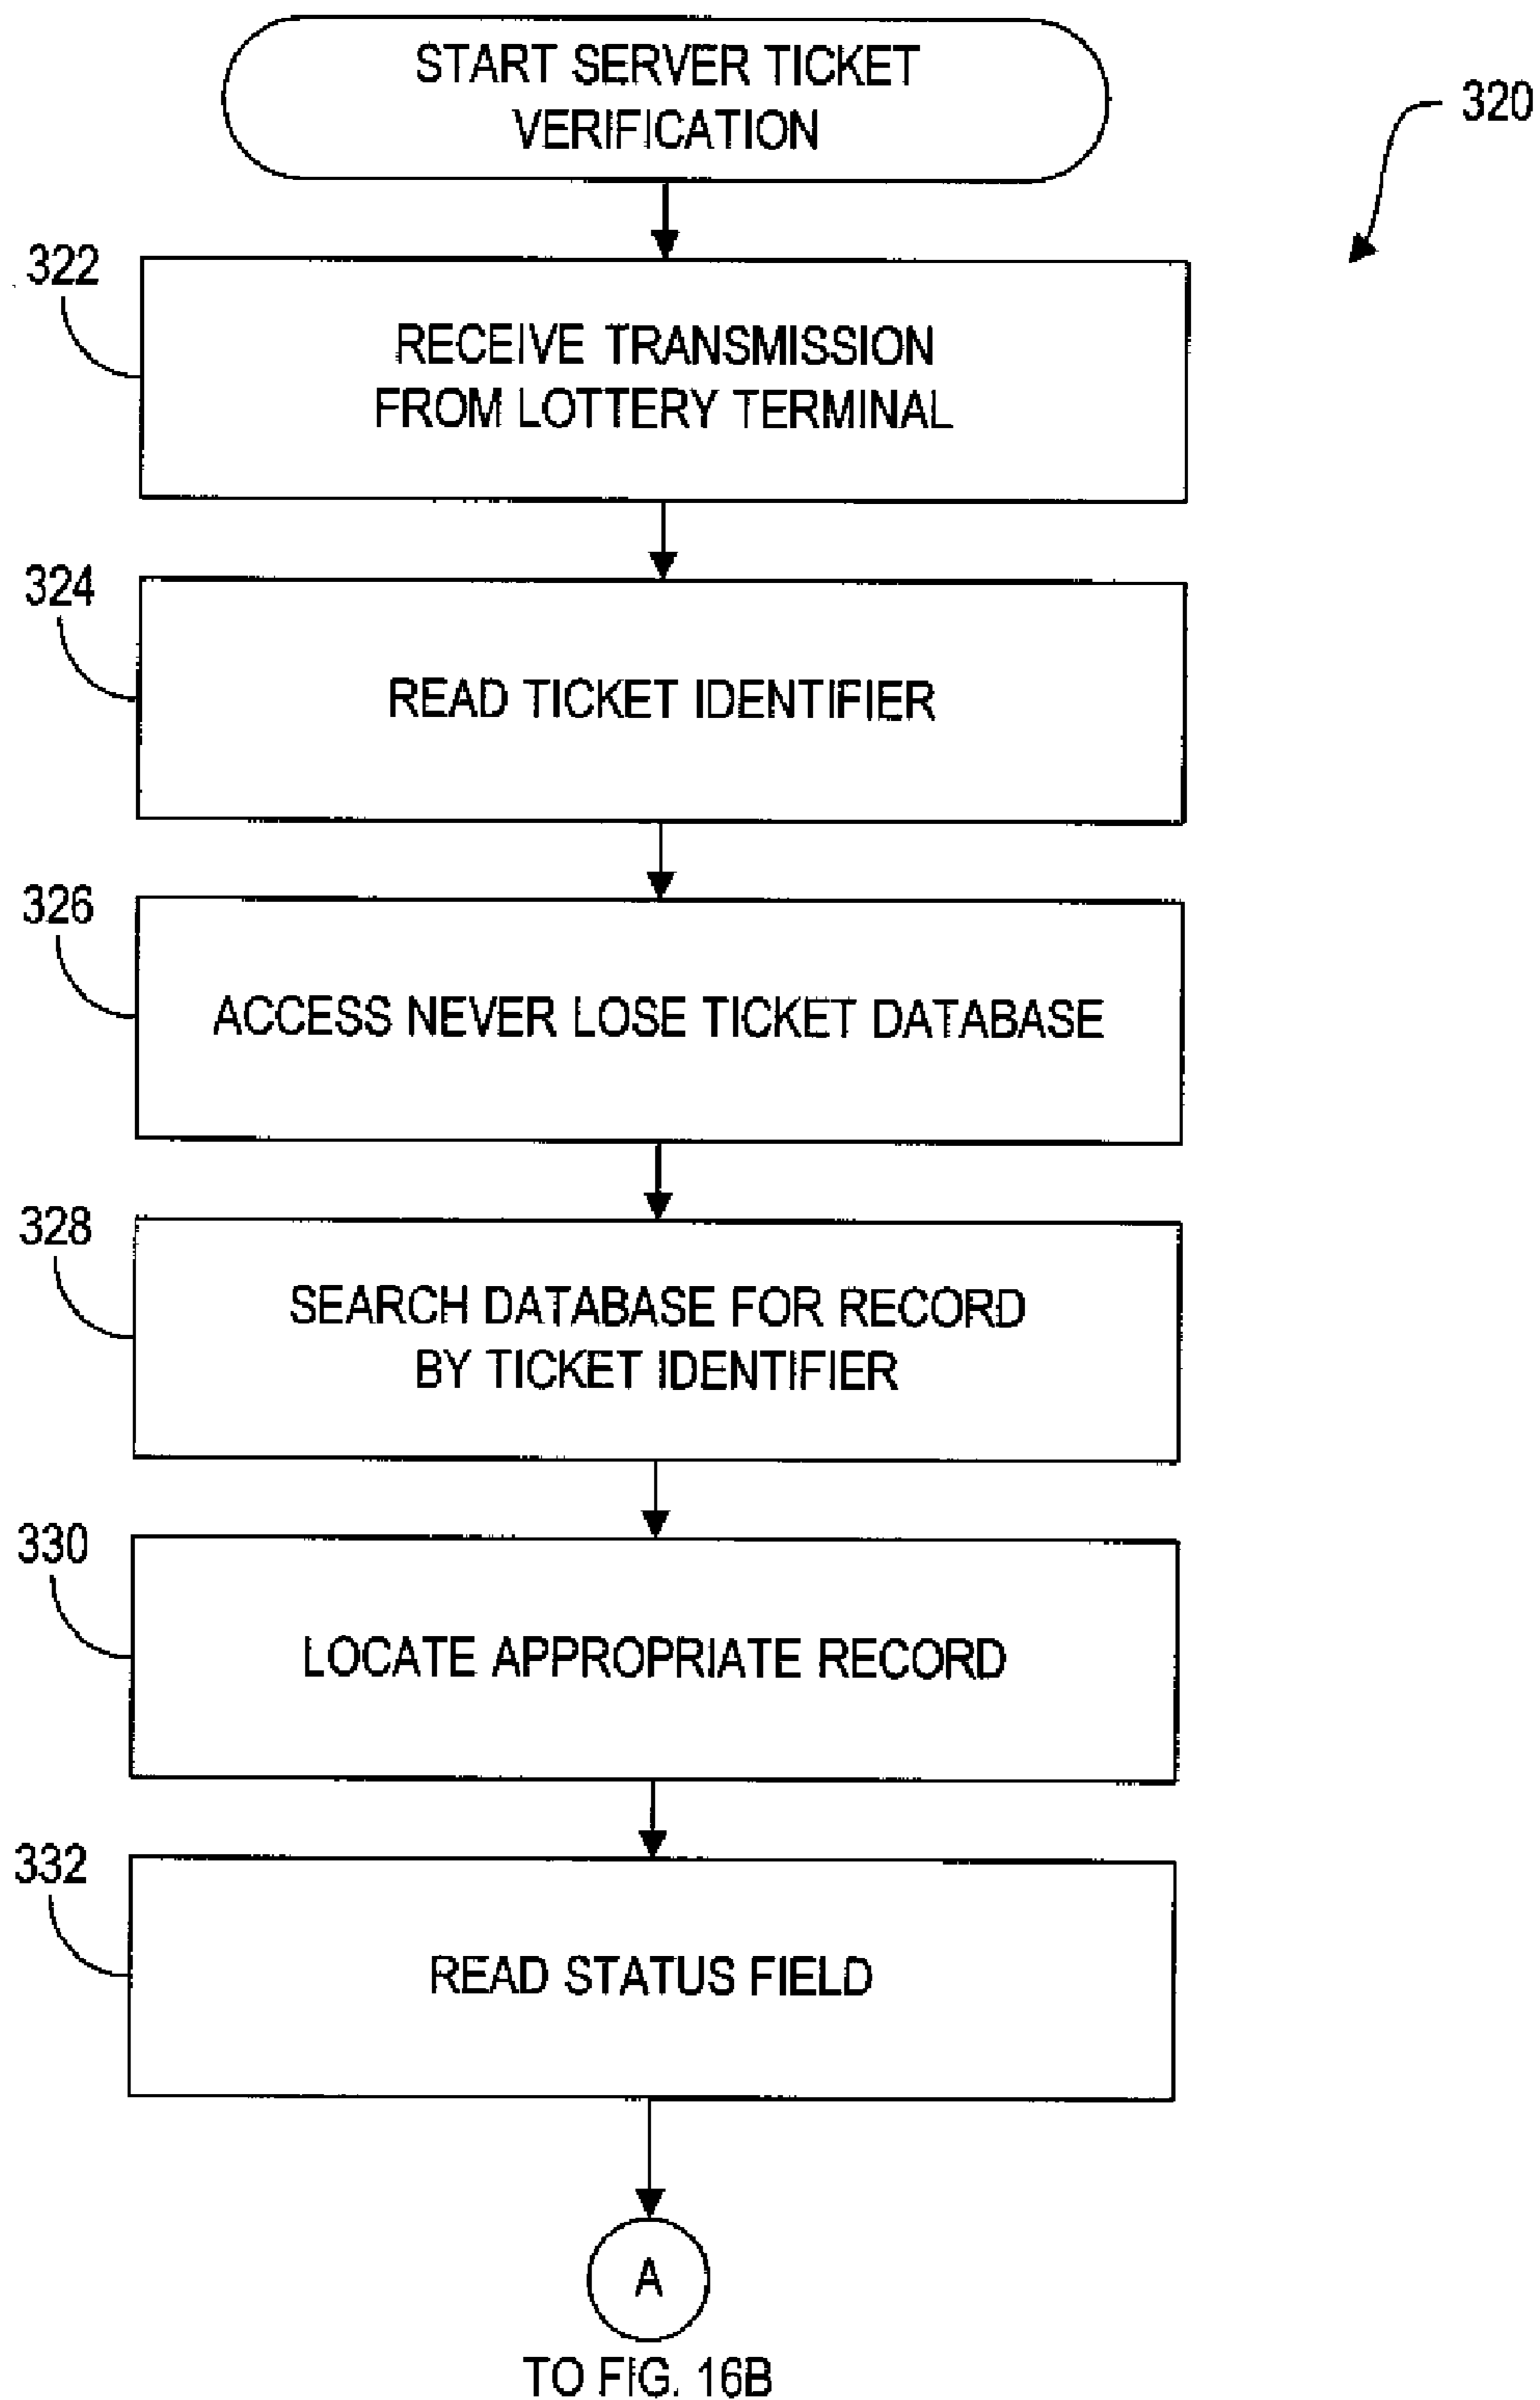 START SERVER TICKET
VERIFICATION
320
322
RECEIVE TRANSMISSION
FROM LOTTERY TERMINAL
324
READ TICKET IDENTIFIER
326
ACCESS NEVER LOSE TICKET DATABASE
328
SEARCH DATABASE FOR RECORD
BY TICKET IDENTIFIER
330
LOCATE APPROPRIATE RECORD
332
READ STATUS FIELD
A
TO FIG. 16B